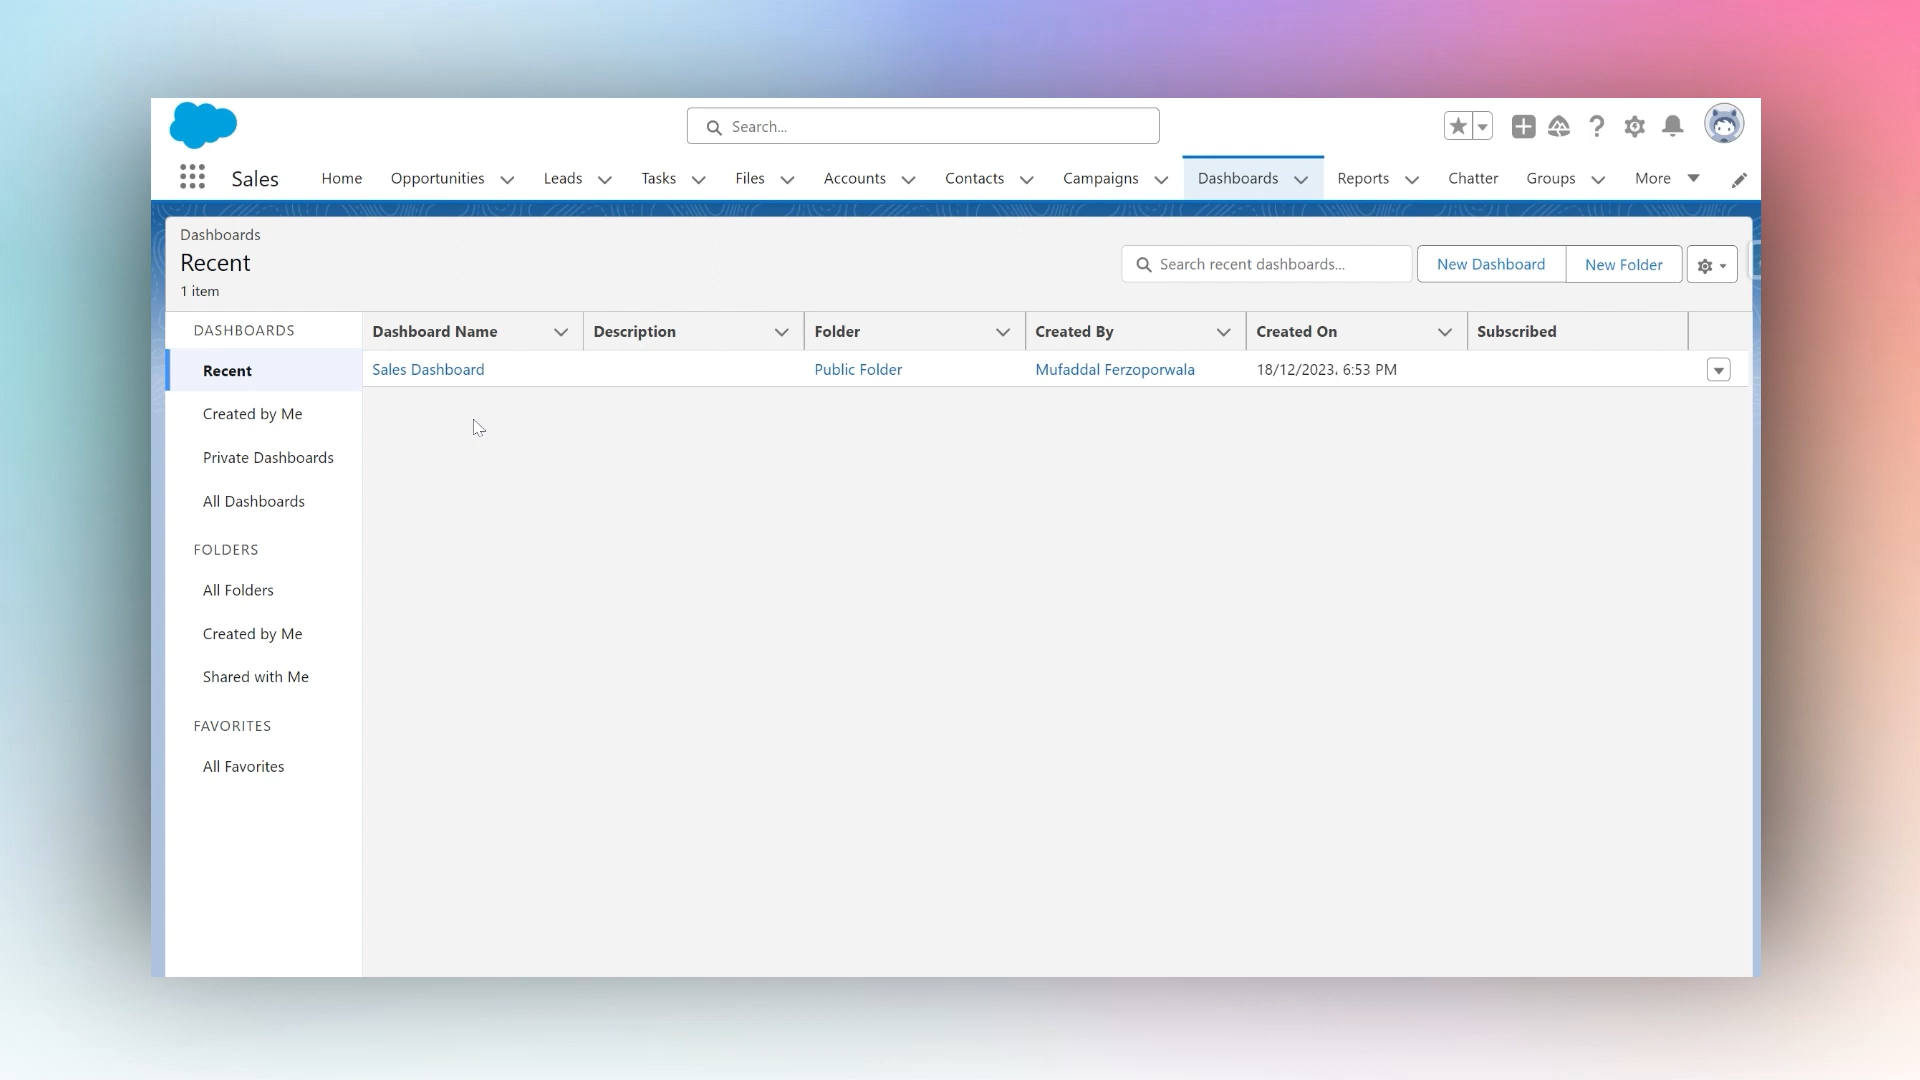 Search...
Sales Home Opportunities Leads Tasks Files Accounts Contacts Campaigns Dashboards Reports Chatter Groups More
Dashboards
Recent
1 item
Search recent dashboards...
New Dashboard
New Folder
DASHBOARDS
Recent
Created by Me
Private Dashboards
All Dashboards
FOLDERS
All Folders
Created by Me
Shared with Me
FAVORITES
All Favorites
Dashboard Name Description Folder Created By Created On Subscribed
Sales Dashboard Public Folder Mufaddal Ferzoporwala 18/12/2023, 6:53 PM